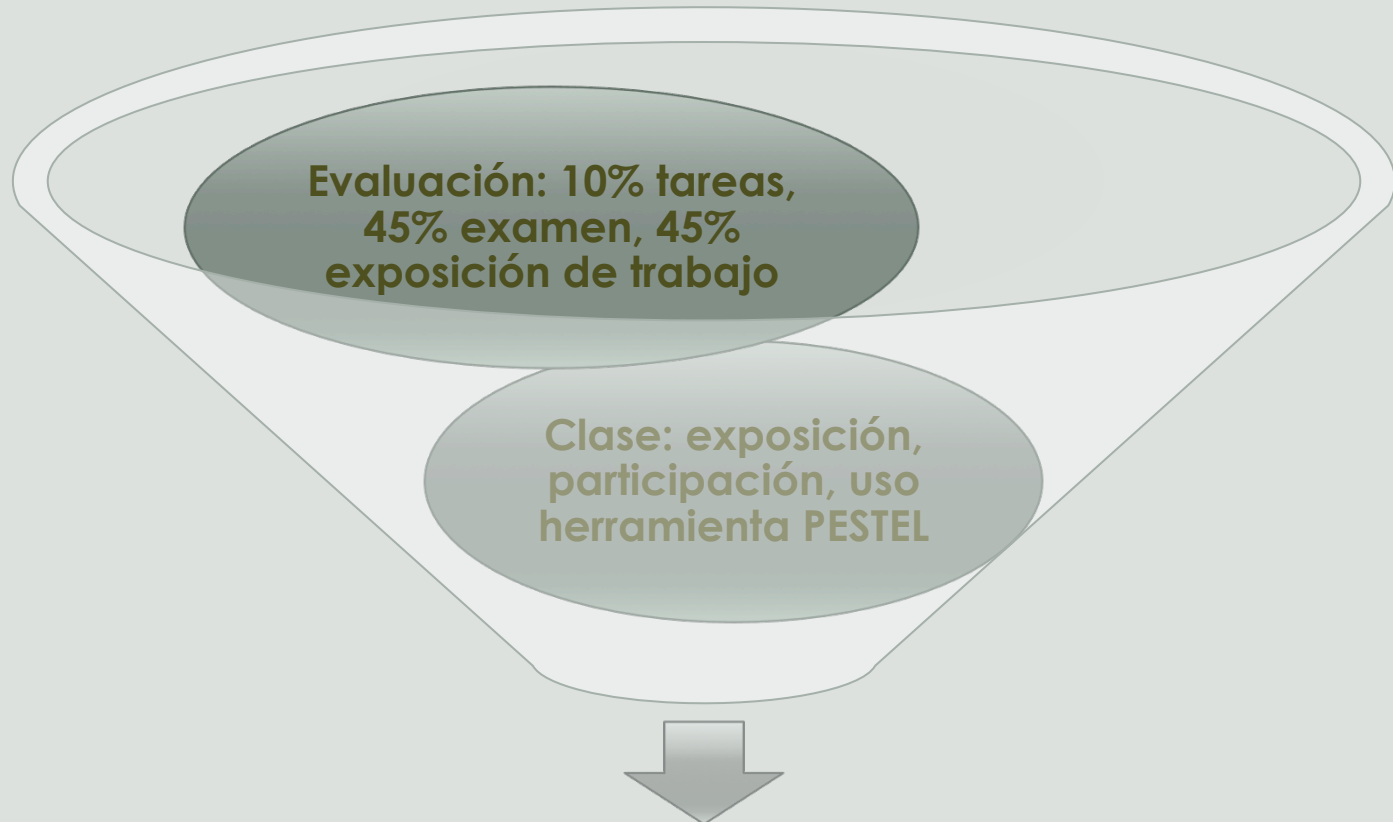 Evaluación: 10% tareas,
45% examen, 45%
exposición de trabajo
Clase: exposición,
participación, uso
herramienta PESTEL